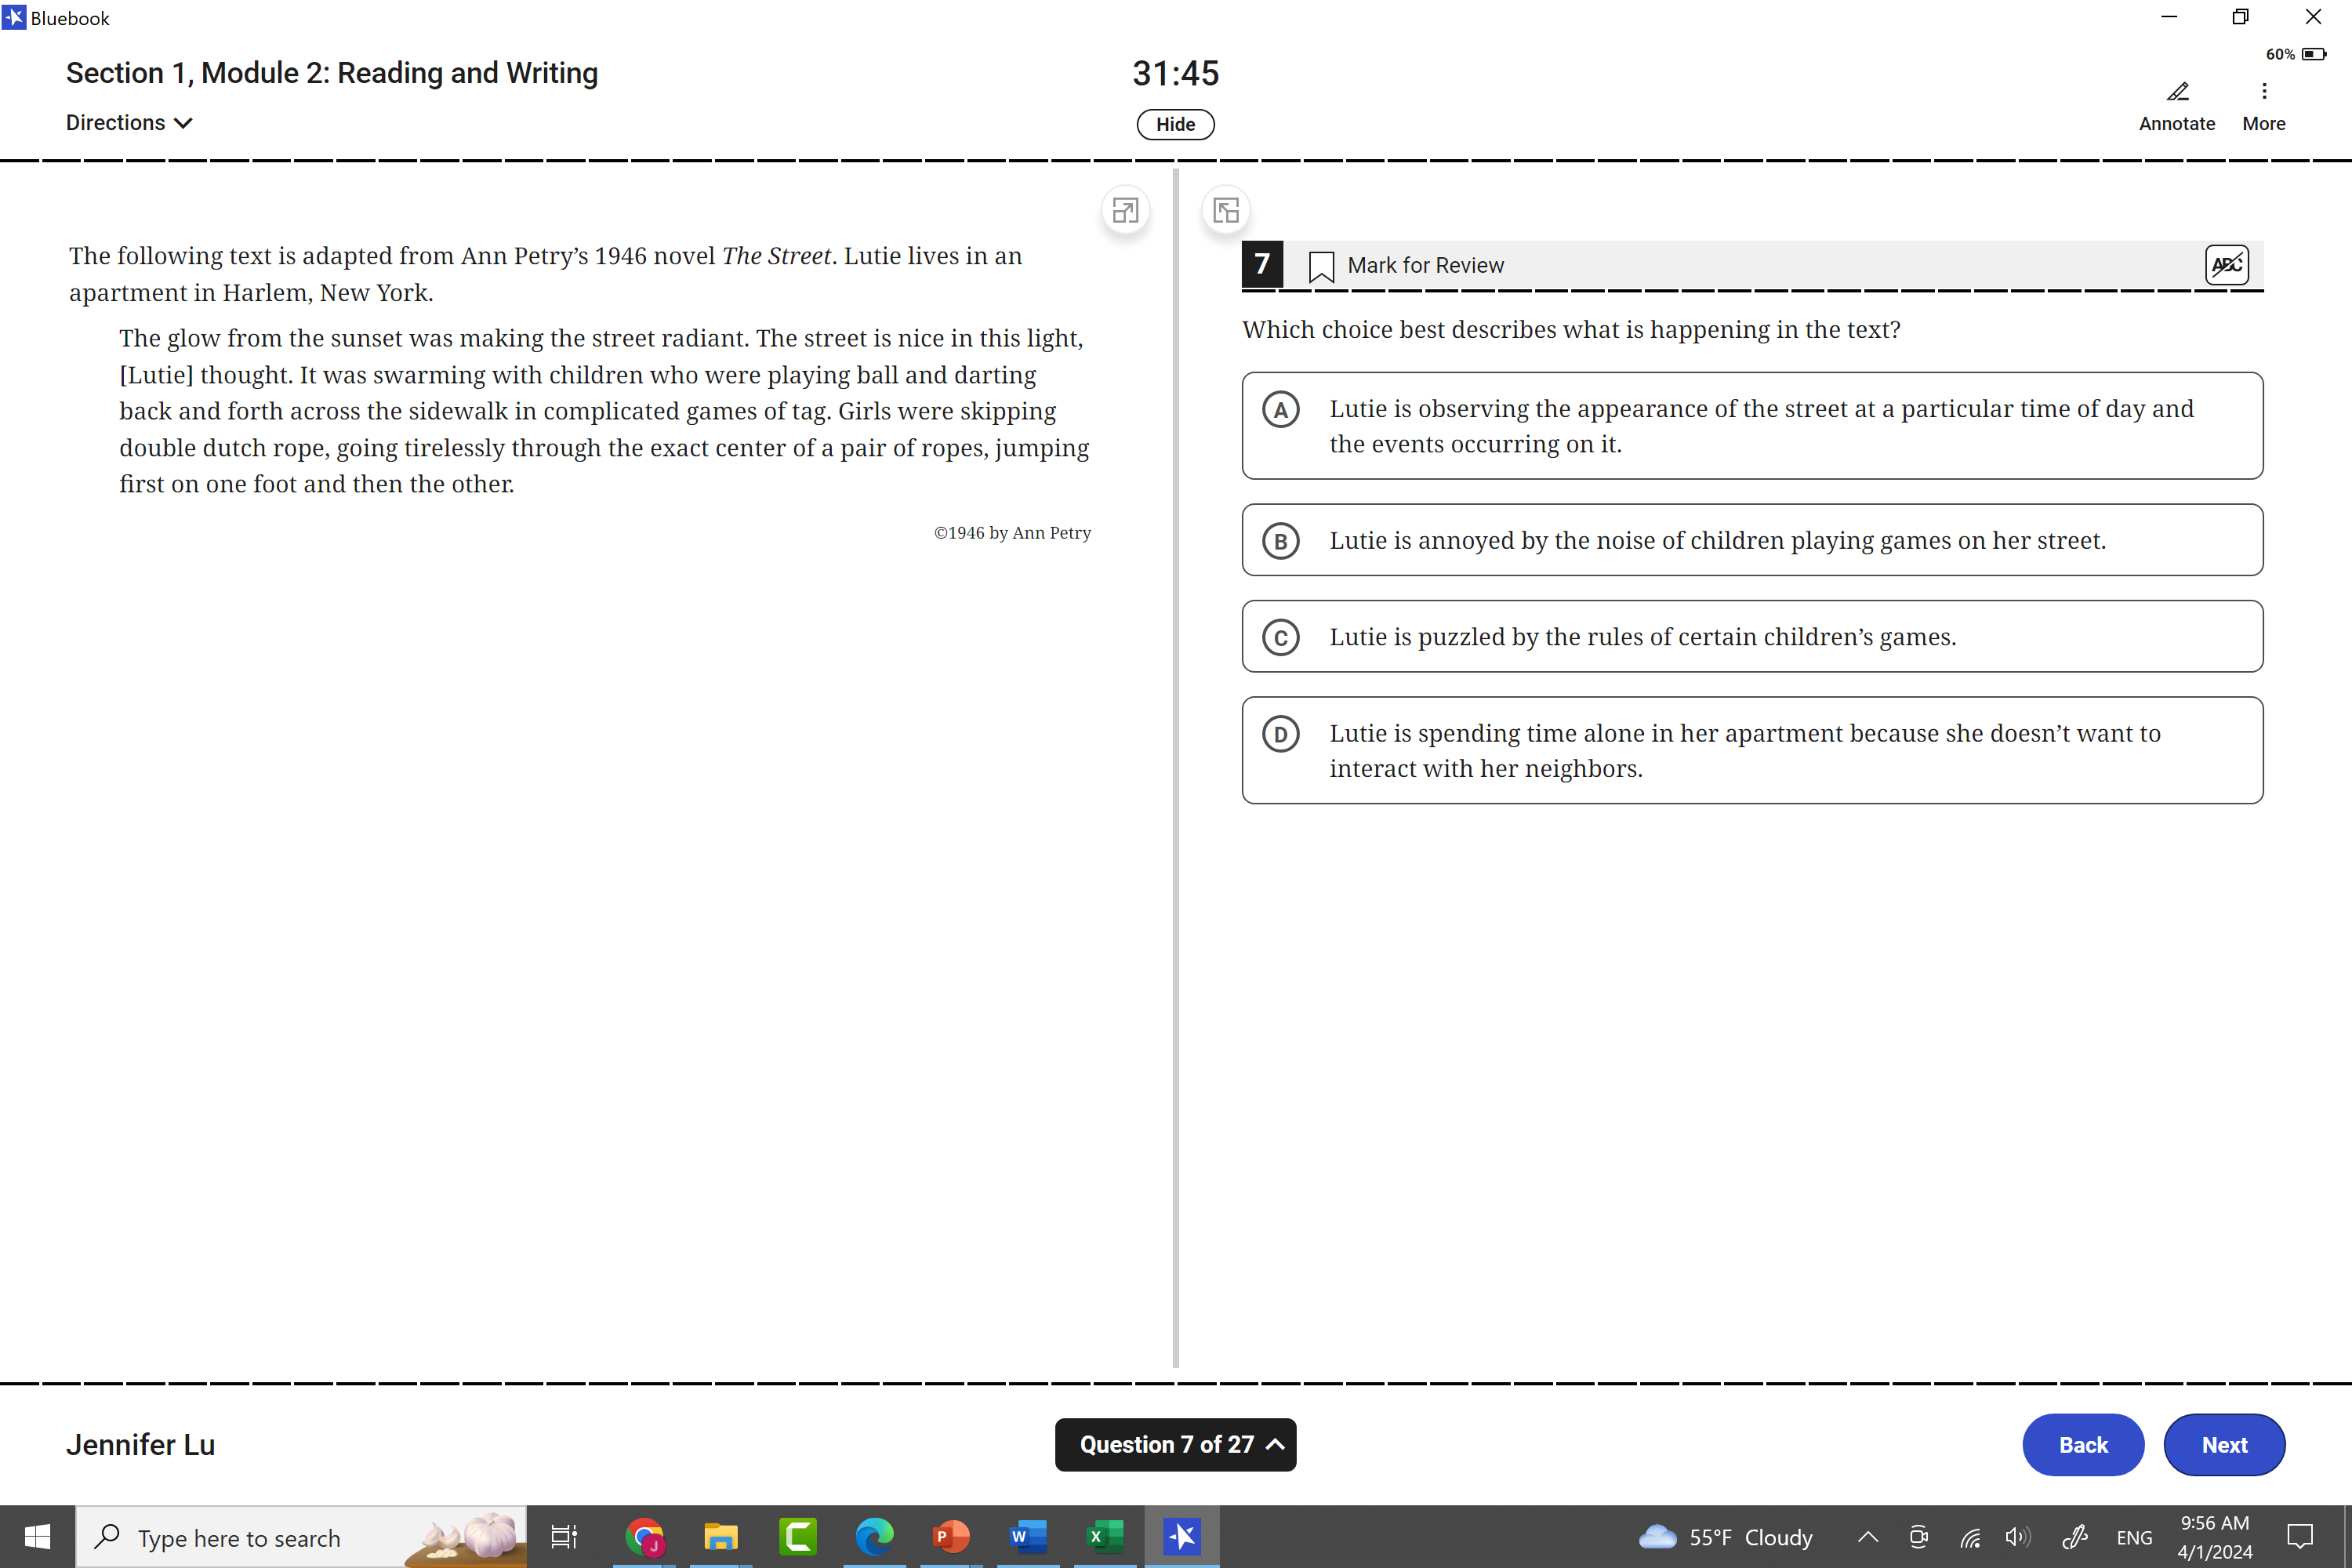 Bluebook
60%
Section 1, Module 2: Reading and Writing
31:45
Directions
Hide
Annotate
More
The following text is adapted from Ann Petry’s 1946 novel The Street. Lutie lives in an
apartment in Harlem, New York.
The glow from the sunset was making the street radiant. The street is nice in this light,
[Lutie] thought. It was swarming with children who were playing ball and darting
back and forth across the sidewalk in complicated games of tag. Girls were skipping
double dutch rope, going tirelessly through the exact center of a pair of ropes, jumping
first on one foot and then the other.
©1946 by Ann Petry
7 Mark for Review ABC
Which choice best describes what is happening in the text?
A Lutie is observing the appearance of the street at a particular time of day and
the events occurring on it.
B Lutie is annoyed by the noise of children playing games on her street.
C Lutie is puzzled by the rules of certain children’s games.
D Lutie is spending time alone in her apartment because she doesn’t want to
interact with her neighbors.
Jennifer Lu
Question 7 of 27
Back
Next
Type here to search
J
P
W
X
55°F Cloudy
ENG
9:56 AM
4/1/2024